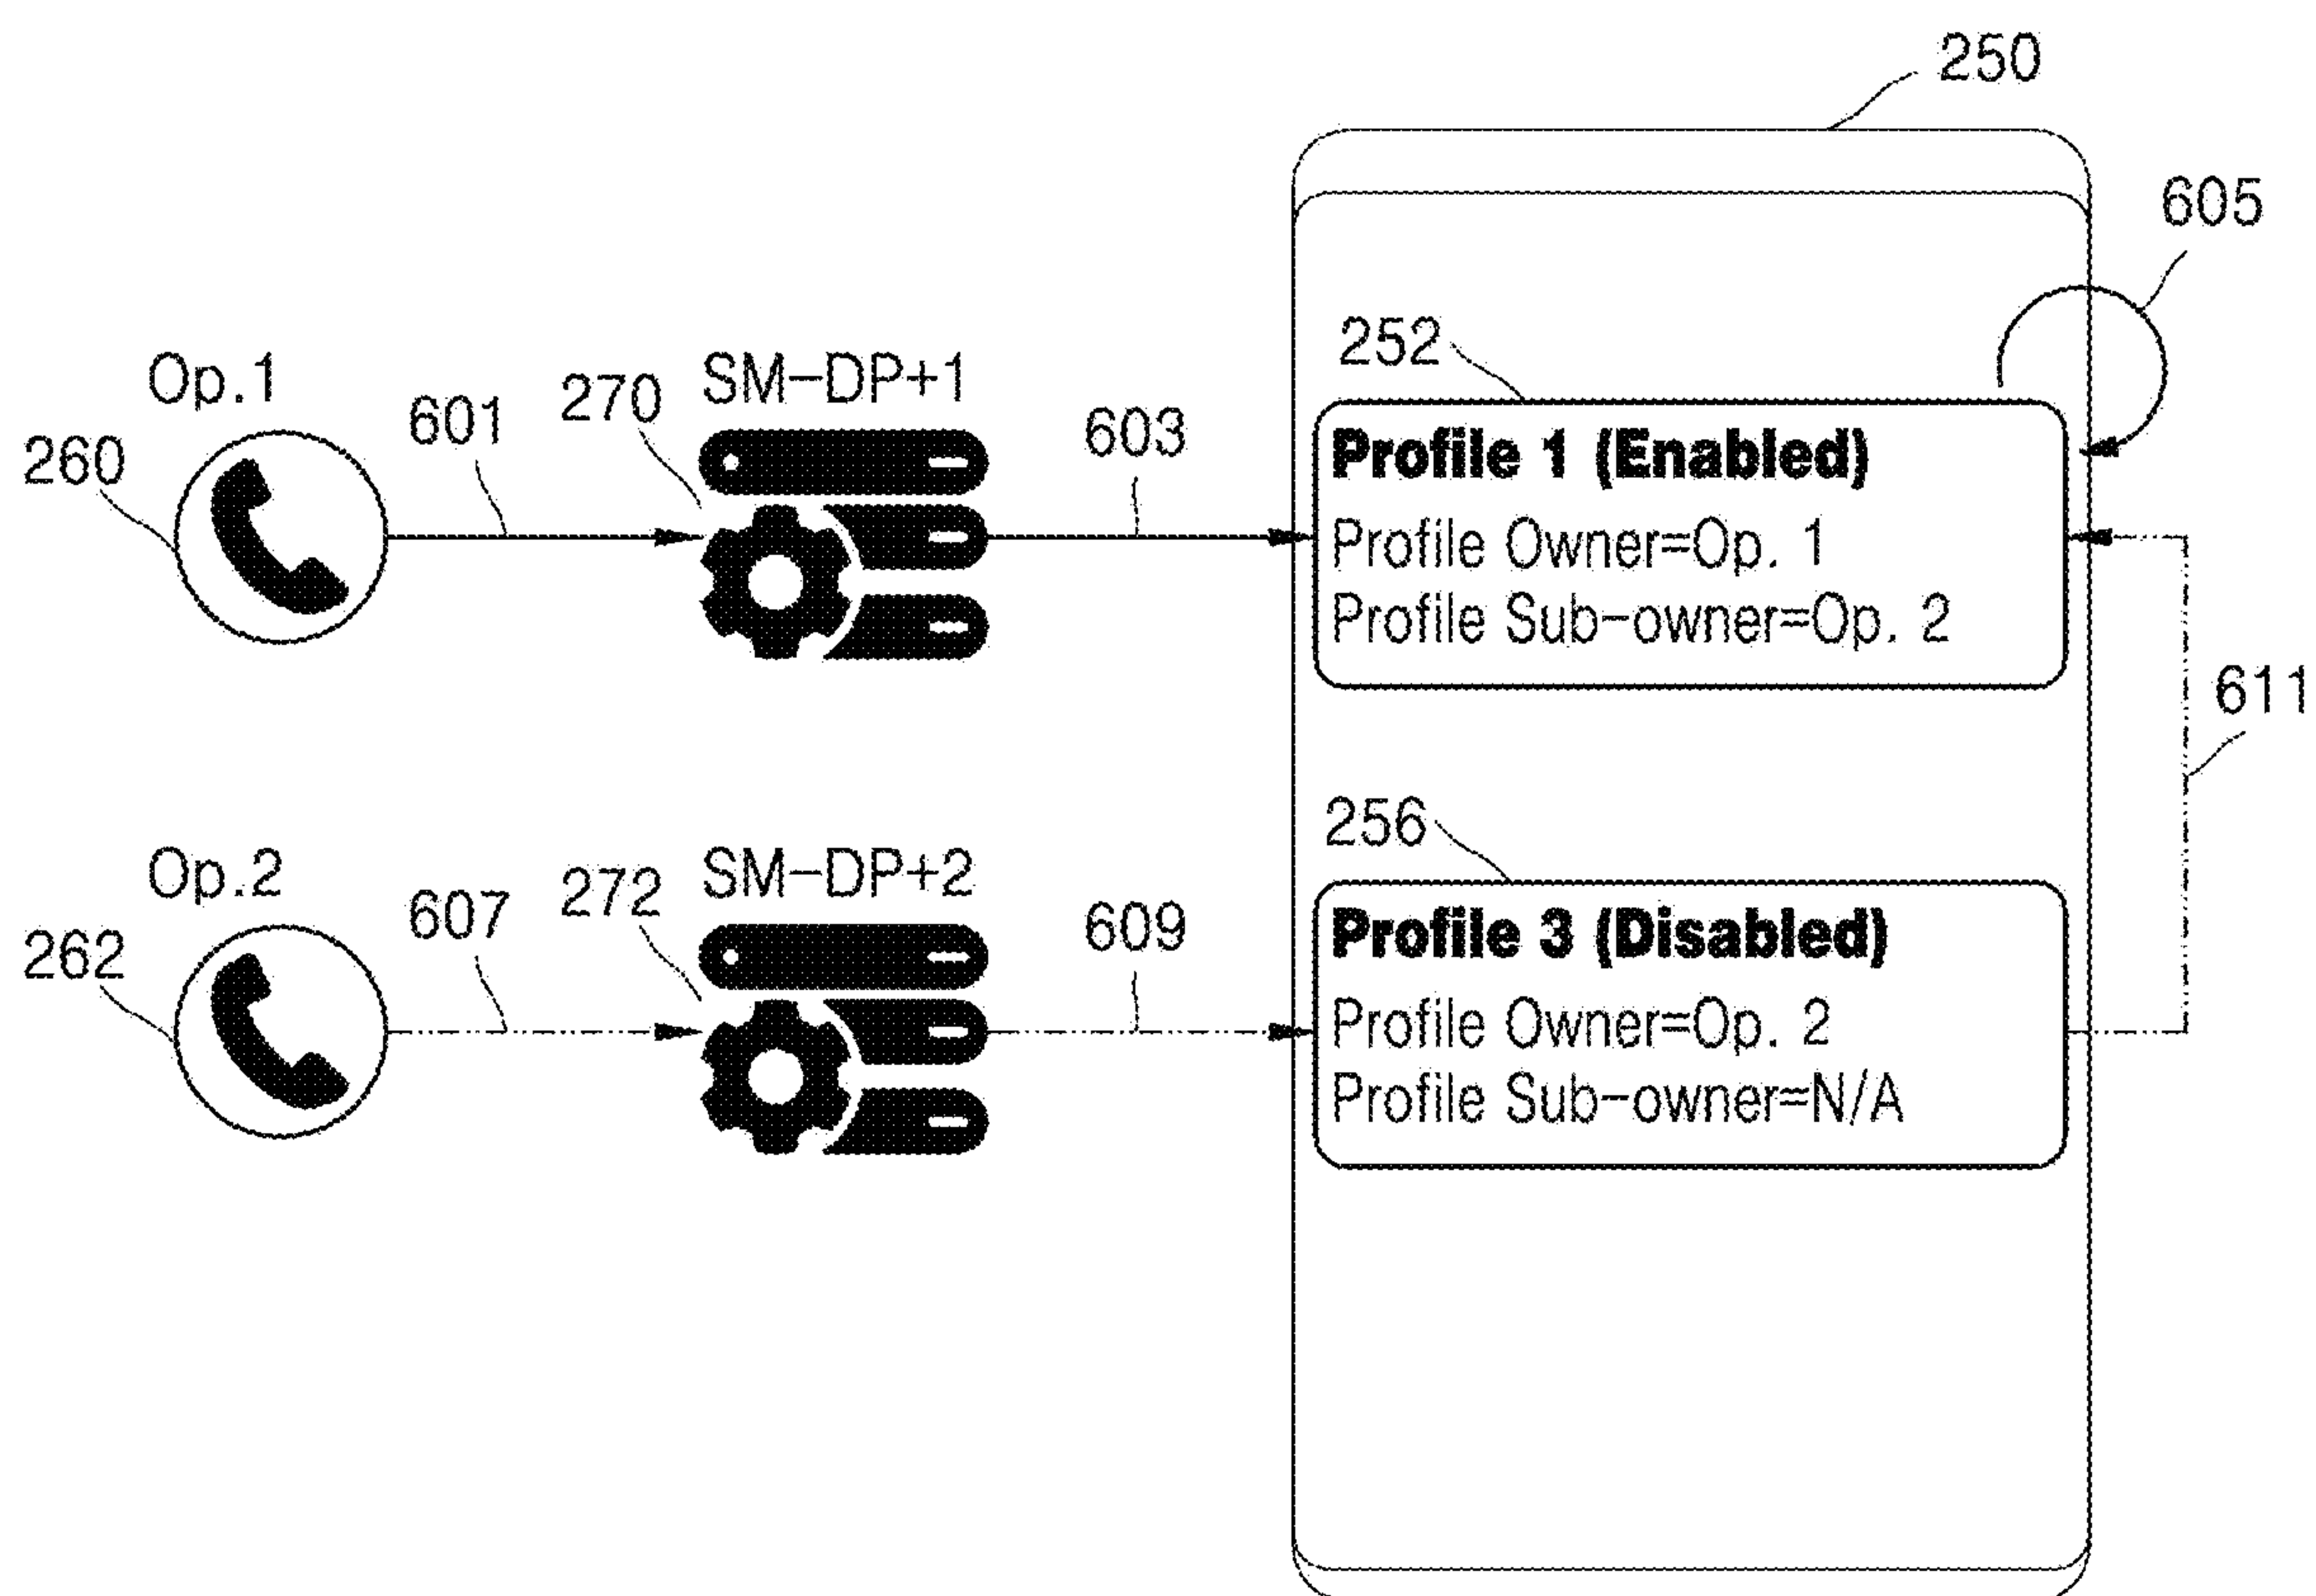 250
605
252
Op.1
601
270
SM-DP+1
603
260
Profile 1 (Enabled)
Profile Owner=Op. 1
Profile Sub-owner=Op. 2
611
256
Op.2
607
272
SM-DP+2
609
262
Profile 3 (Disabled)
Profile Owner=Op. 2
Profile Sub-owner=N/A